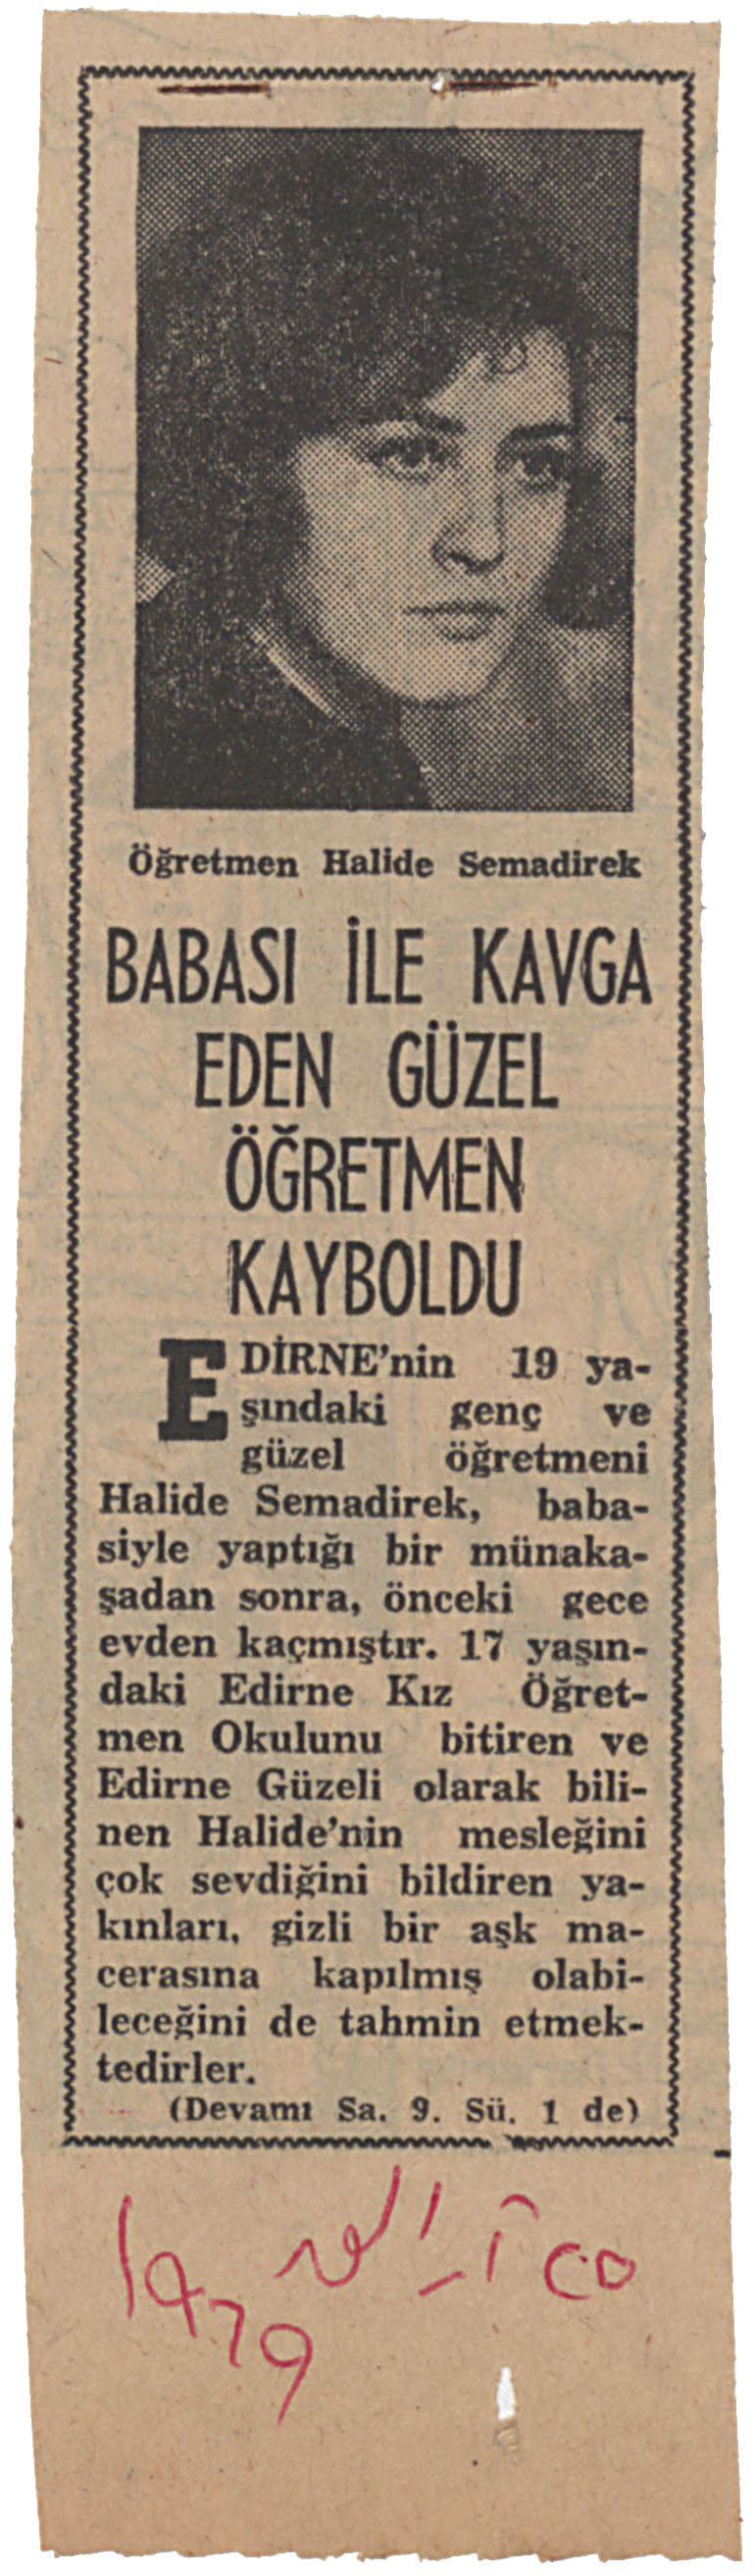 Öğretmen Halide Semadirek
BABASI İLE KAVGA
EDEN GÜZEL
ÖĞRETMEN
KAYBOLDU
EDİRNE'nin 19 ya-
şındaki genç ve
güzel öğretmeni
Halide Semadirek, baba-
siyle yaptığı bir münaka-
şadan sonra, önceki gece
evden kaçmıştır. 17 yaşın-
daki Edirne Kız Öğret-
men Okulunu bitiren ve
Edirne Güzeli olarak bili-
nen Halide'nin mesleğini
çok sevdiğini bildiren ya-
kınları, gizli bir aşk ma-
cerasına kapılmış olabi-
leceğini de tahmin etmek-
tedirler.
(Devamı Sa. 9. Sü. 1 de)